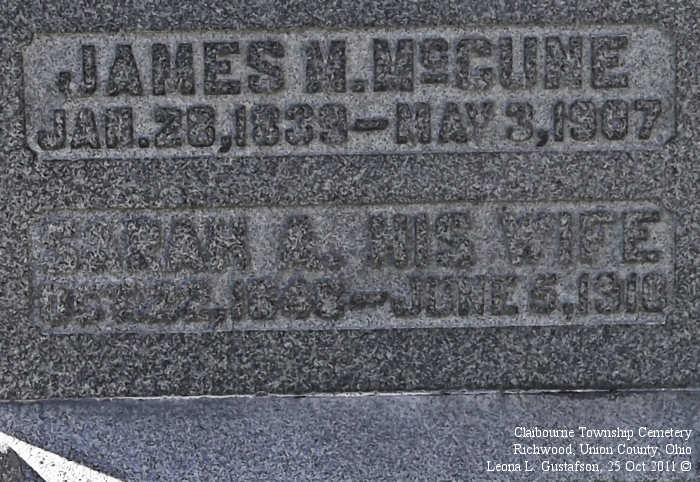 JAMES M. McCUNE
JAN. 28, 1839 – MAY 3, 1907
SARAH A. HIS WIFE
22, – JUNE 6, 1910
Claibourne Township Cemetery
Richwood, Union County, Ohio
Leona L. Gustafson, 25 Oct 2011 ©